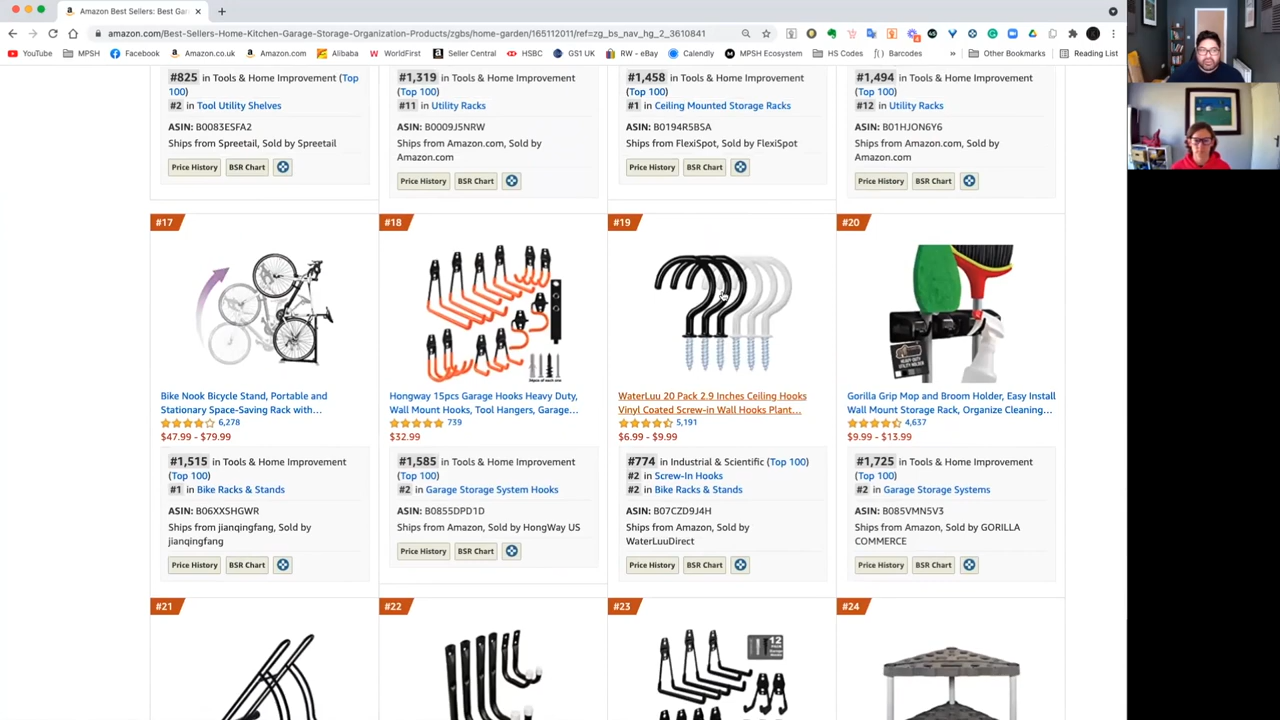 Amazon Best Sellers: Best Gar
amazon.com/Best-Sellers-Home-Kitchen-Garage-Storage-Organization-Products/zgbs/home-garden/165112011/ref=zg_bs_nav_hg_2_3610841
YouTube
MPSH
Facebook
Amazon.co.uk
Amazon.com
Alibaba
WorldFirst
Seller Central
HSBC
GS1 UK
RW - eBay
Calendly
MPSH Ecosystem
HS Codes
Barcodes
»
Other Bookmarks
Reading List
#825 in Tools & Home Improvement (Top
100)
#2 in Tool Utility Shelves
ASIN: B0083ESFA2
Ships from Spreetail, Sold by Spreetail
Price History
BSR Chart
#1,319 in Tools & Home Improvement
(Top 100)
#11 in Utility Racks
ASIN: B0009J5NRW
Ships from Amazon.com, Sold by
Amazon.com
Price History
BSR Chart
#1,458 in Tools & Home Improvement
(Top 100)
#1 in Ceiling Mounted Storage Racks
ASIN: B0194R5BSA
Ships from FlexiSpot, Sold by FlexiSpot
Price History
BSR Chart
#1,494 in Tools & Home Improvement
(Top 100)
#12 in Utility Racks
ASIN: B01HJON6Y6
Ships from Amazon.com, Sold by
Amazon.com
Price History
BSR Chart
#17
Bike Nook Bicycle Stand, Portable and
Stationary Space-Saving Rack with...
6,278
$47.99 - $79.99
#1,515 in Tools & Home Improvement
(Top 100)
#1 in Bike Racks & Stands
ASIN: B06XXSHGWR
Ships from jianqingfang, Sold by
jianqingfang
Price History
BSR Chart
#18
Hongway 15pcs Garage Hooks Heavy Duty,
Wall Mount Hooks, Tool Hangers, Garage...
739
$32.99
#1,585 in Tools & Home Improvement
(Top 100)
#2 in Garage Storage System Hooks
ASIN: B0855DPD1D
Ships from Amazon, Sold by HongWay US
Price History
BSR Chart
#19
WaterLuu 20 Pack 2.9 Inches Ceiling Hooks
Vinyl Coated Screw-in Wall Hooks Plant...
5,191
$6.99 - $9.99
#774 in Industrial & Scientific (Top 100)
#2 in Screw-In Hooks
#2 in Bike Racks & Stands
ASIN: B07CZD9J4H
Ships from Amazon, Sold by
WaterLuuDirect
Price History
BSR Chart
#20
Gorilla Grip Mop and Broom Holder, Easy Install
Wall Mount Storage Rack, Organize Cleaning...
4,637
$9.99 - $13.99
#1,725 in Tools & Home Improvement
(Top 100)
#2 in Garage Storage Systems
ASIN: B085VMN5V3
Ships from Amazon, Sold by GORILLA
COMMERCE
Price History
BSR Chart
#21
#22
#23
12
#24